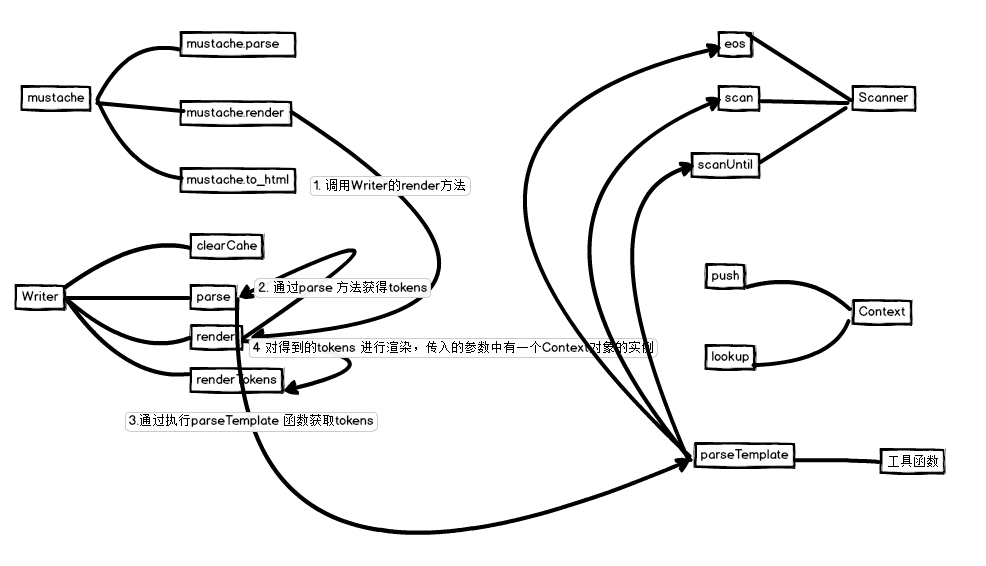 mustache.parse
mustache
mustache.render
mustache.to_html
1. 调用Writer的render方法
clearCahe
Writer
parse
2. 通过parse 方法获得tokens
render
4 对得到的tokens 进行渲染，传入的参数中有一个Context对象的实例
renderTokens
3.通过执行parseTemplate 函数获取tokens
eos
scan
Scanner
scanUntil
push
Context
lookup
parseTemplate
工具函数